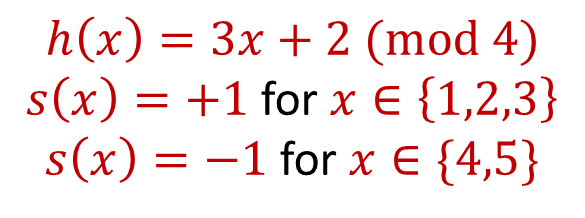 h(x) = 3x + 2 (mod 4)
s(x) = +1 for x ∈ {1,2,3}
s(x) = −1 for x ∈ {4,5}